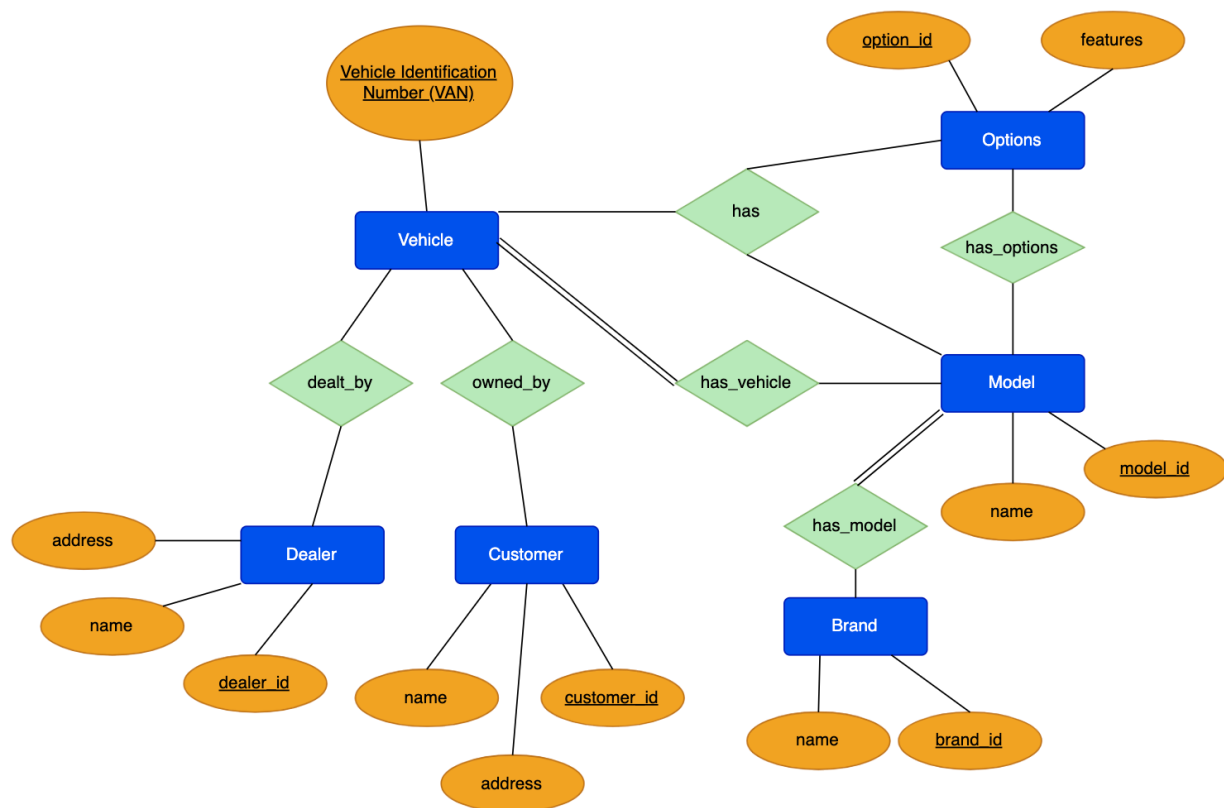 option_id
features
Vehicle Identification
Number (VAN)
Options
has
Vehicle
has_options
dealt_by
owned_by
has_vehicle
Model
model_id
name
has_model
address
Dealer
Customer
name
Brand
dealer_id
name
customer_id
name
brand_id
address